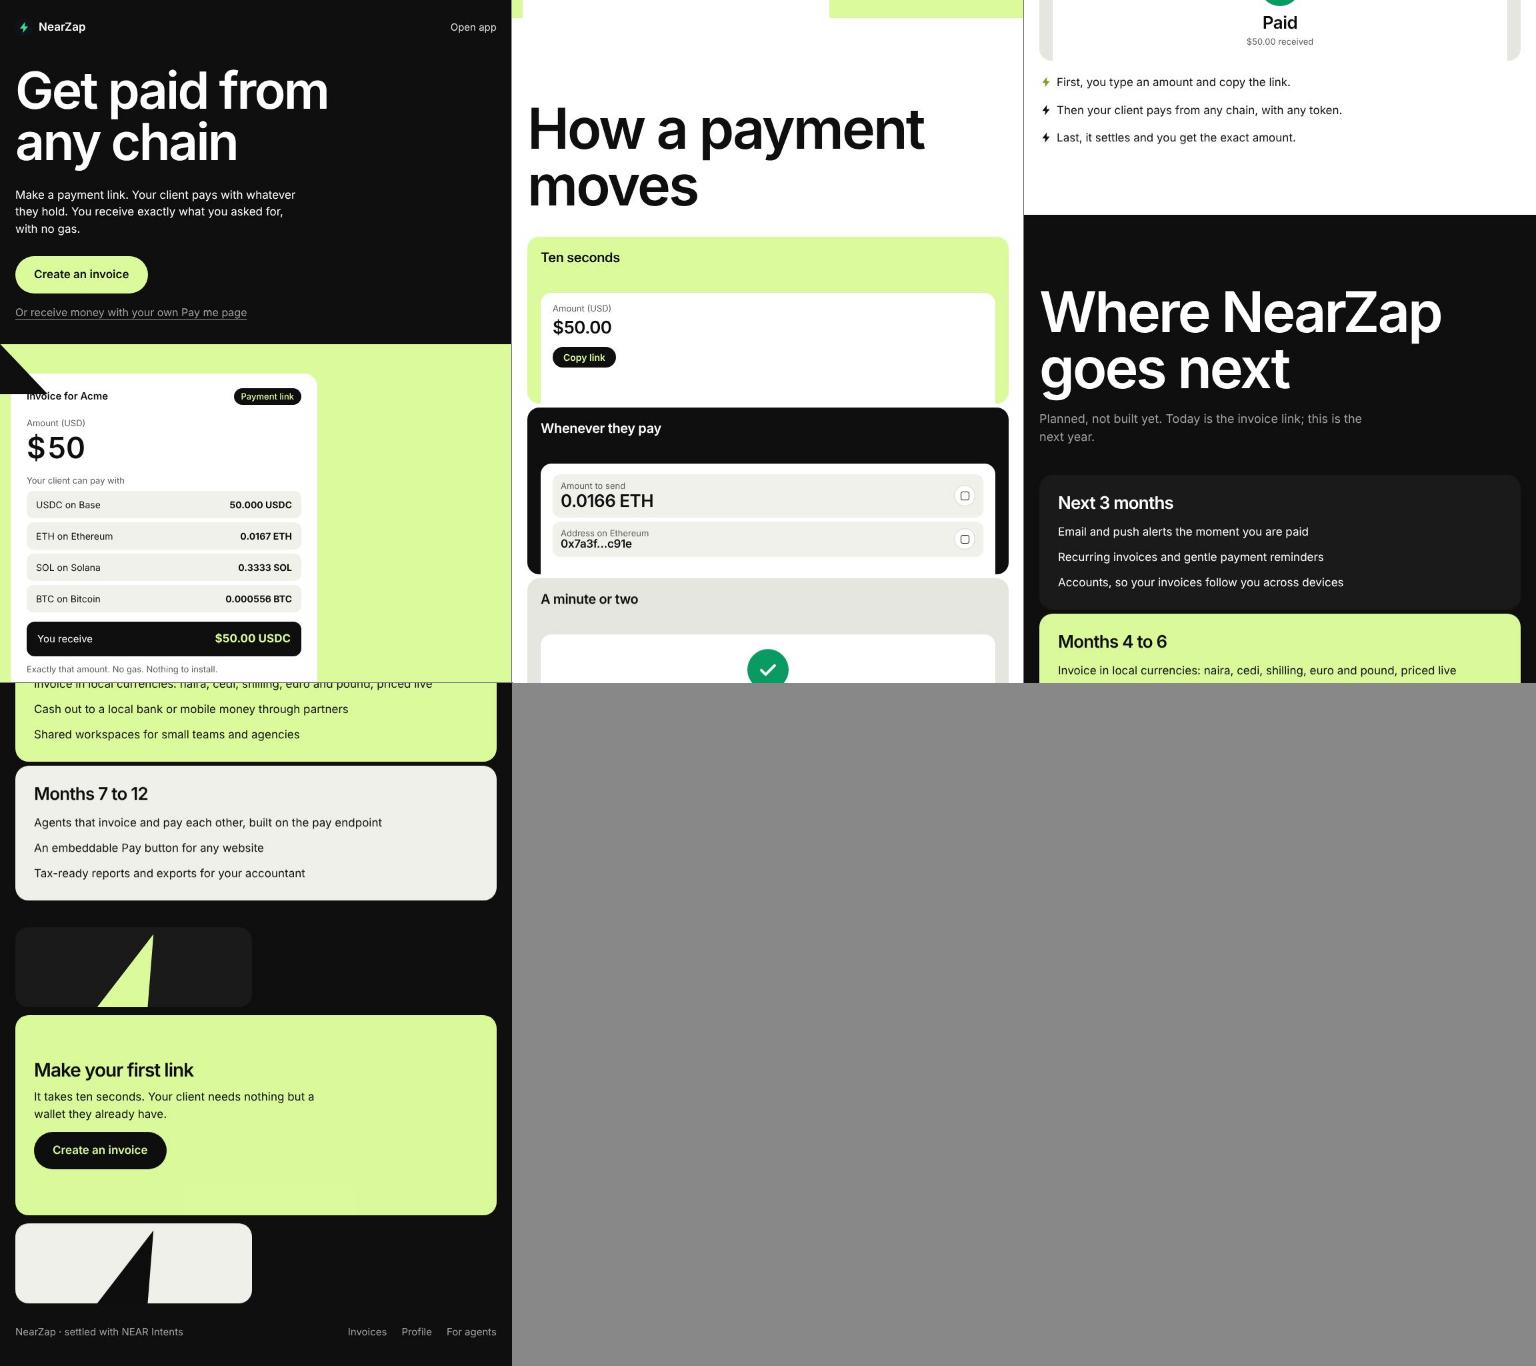 NearZap
Open app
Get paid from
any chain
Make a payment link. Your client pays with whatever
they hold. You receive exactly what you asked for,
with no gas.
Create an invoice
Or receive money with your own Pay me page
Invoice for Acme
Payment link
Amount (USD)
$50
Your client can pay with
USDC on Base
50.000 USDC
ETH on Ethereum
0.0167 ETH
SOL on Solana
0.3333 SOL
BTC on Bitcoin
0.000556 BTC
You receive
$50.00 USDC
Exactly that amount. No gas. Nothing to install.
How a payment
moves
Ten seconds
Amount (USD)
$50.00
Copy link
Whenever they pay
Amount to send
0.0166 ETH
Address on Ethereum
0x7a3f...c91e
A minute or two
Paid
$50.00 received
First, you type an amount and copy the link.
Then your client pays from any chain, with any token.
Last, it settles and you get the exact amount.
Where NearZap
goes next
Planned, not built yet. Today is the invoice link; this is the
next year.
Next 3 months
Email and push alerts the moment you are paid
Recurring invoices and gentle payment reminders
Accounts, so your invoices follow you across devices
Months 4 to 6
Invoice in local currencies: naira, cedi, shilling, euro and pound, priced live
Invoice in local currencies: naira, cedi, shilling, euro and pound, priced live
Cash out to a local bank or mobile money through partners
Shared workspaces for small teams and agencies
Months 7 to 12
Agents that invoice and pay each other, built on the pay endpoint
An embeddable Pay button for any website
Tax-ready reports and exports for your accountant
Make your first link
It takes ten seconds. Your client needs nothing but a
wallet they already have.
Create an invoice
NearZap · settled with NEAR Intents
Invoices
Profile
For agents